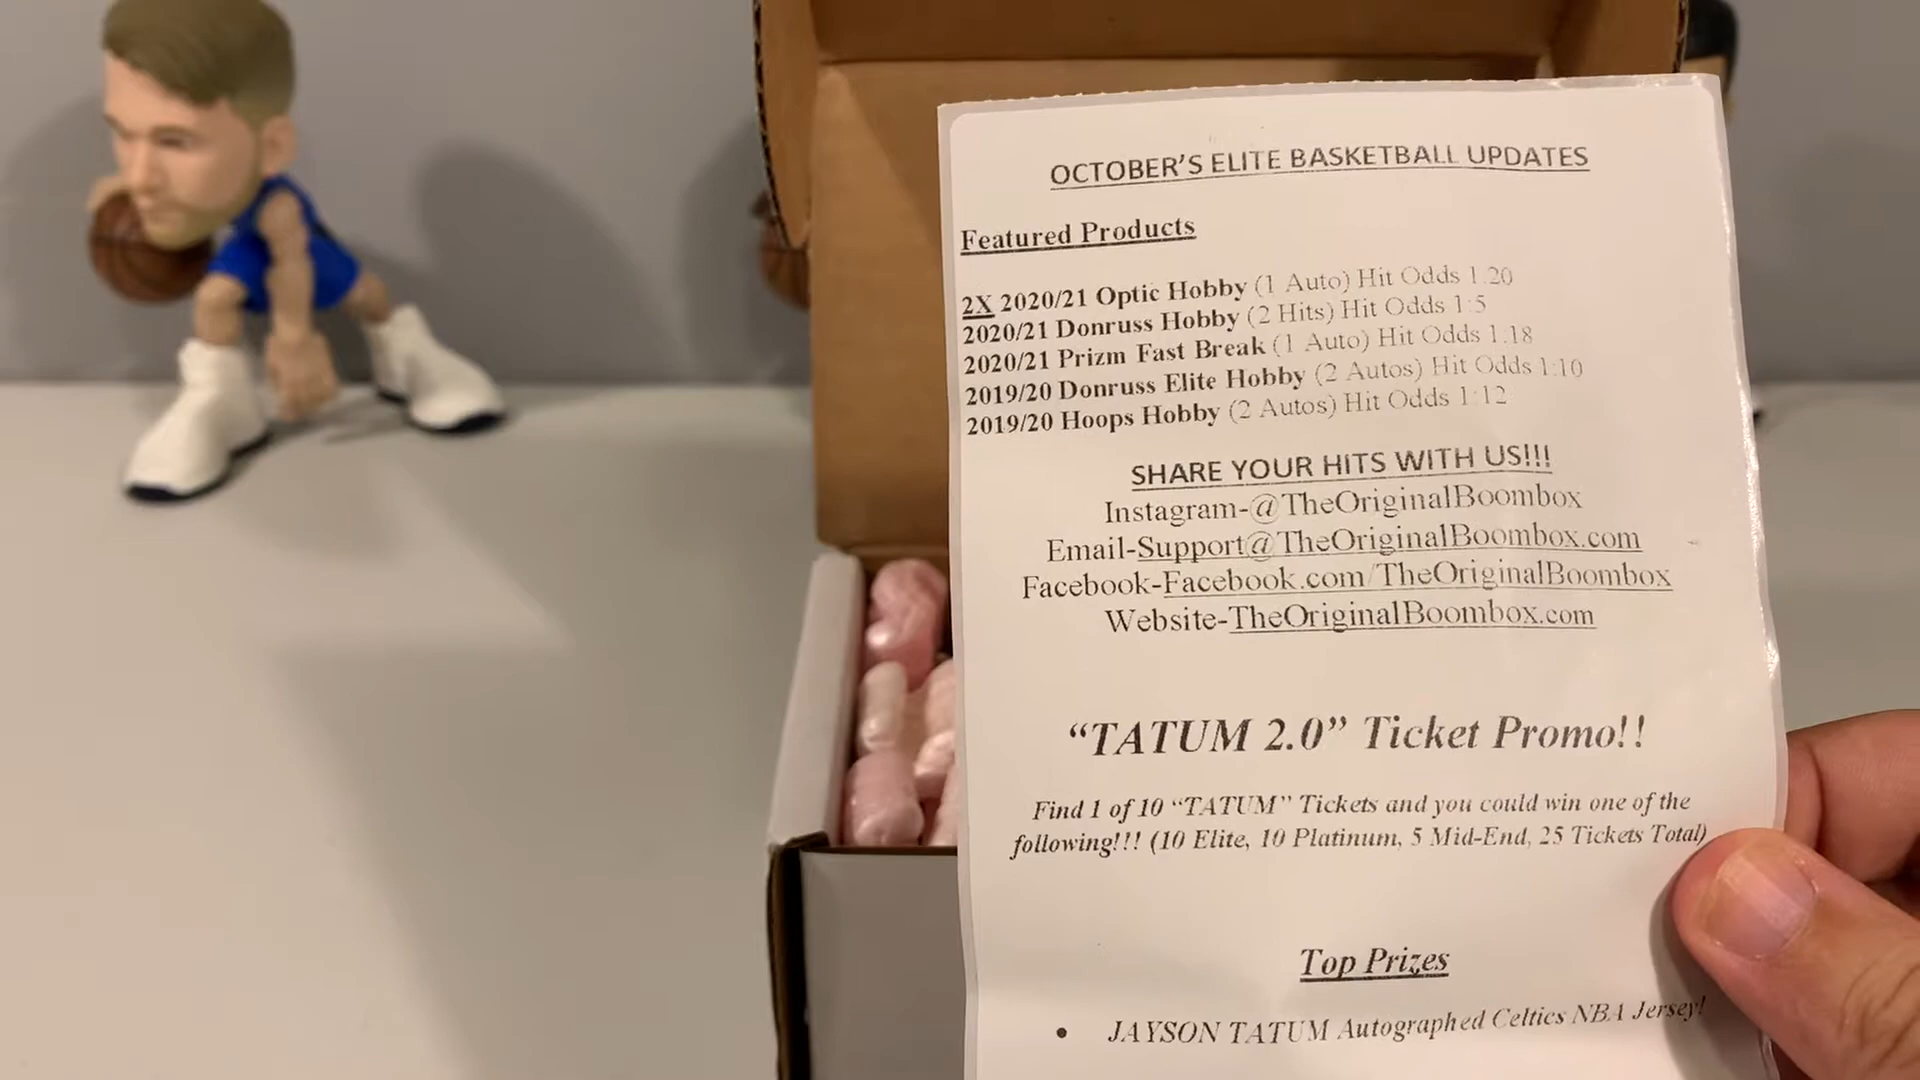 OCTOBER'S ELITE BASKETBALL UPDATES
Featured Products
2X 2020/21 Optic Hobby (1 Auto) Hit Odds 1:20
2020/21 Donruss Hobby (2 Hits) Hit Odds 1:5
2020/21 Prizm Fast Break (1 Auto) Hit Odds 1:18
2019/20 Donruss Elite Hobby (2 Autos) Hit Odds 1:10
2019/20 Hoops Hobby (2 Autos) Hit Odds 1:12
SHARE YOUR HITS WITH US!!!
Instagram-@TheOriginalBoombox
Email-Support@TheOriginalBoombox.com
Facebook-Facebook.com/TheOriginalBoombox
Website-TheOriginalBoombox.com
“TATUM 2.0” Ticket Promo!!
Find 1 of 10 “TATUM” Tickets and you could win one of the
following!!! (10 Elite, 10 Platinum, 5 Mid-End, 25 Tickets Total)
Top Prizes
• JAYSON TATUM Autographed Celtics NBA Jersey!